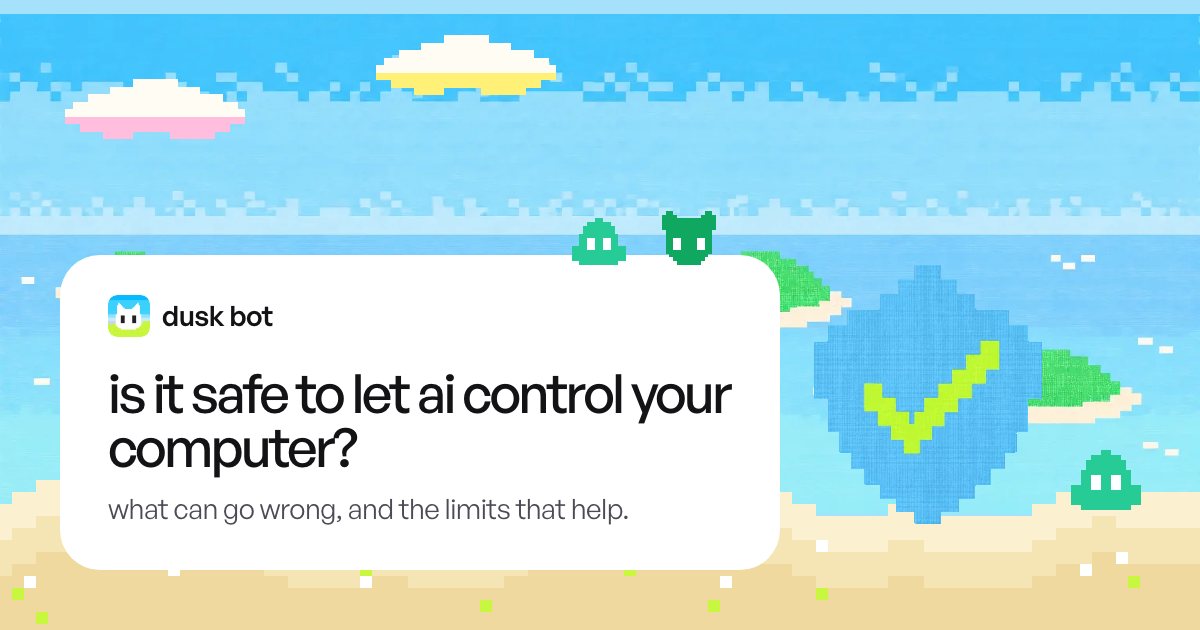 dusk bot
is it safe to let ai control your
computer?
what can go wrong, and the limits that help.